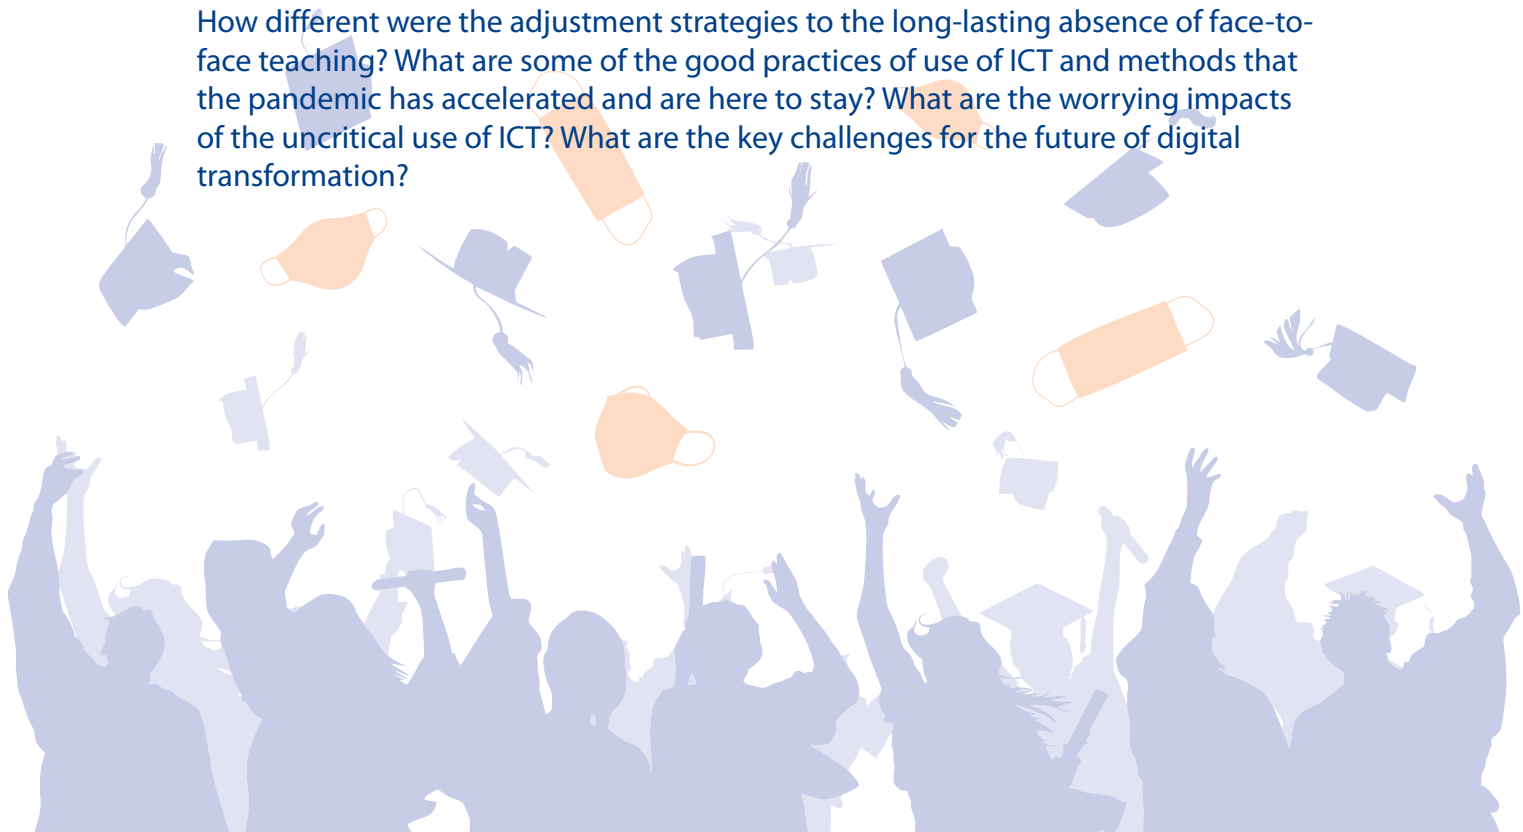 How different were the adjustment strategies to the long-lasting absence of face-to-
face teaching? What are some of the good practices of use of ICT and methods that
the pandemic has accelerated and are here to stay? What are the worrying impacts
of the uncritical use of ICT? What are the key challenges for the future of digital
transformation?